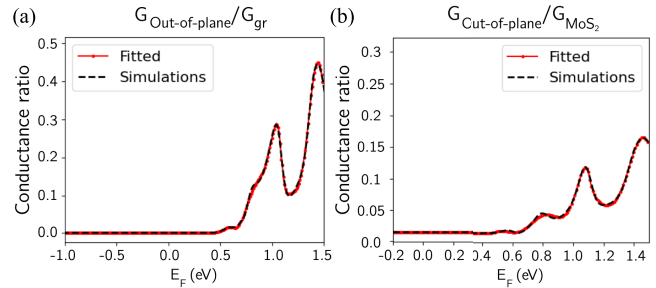 (a)
G_Out-of-plane/G_gr
Conductance ratio
0.5
0.4
0.3
0.2
0.1
0.0
Fitted
Simulations
-1.0
-0.5
0.0
0.5
1.0
1.5
E_F (eV)
(b)
G_Cut-of-plane/G_MoS₂
Conductance ratio
0.3
0.25
0.15
0.10
0.05
0.0
Fitted
Simulations
-0.2
0.0
0.2
0.4
0.6
0.8
1.0
1.2
1.4
E_F (eV)